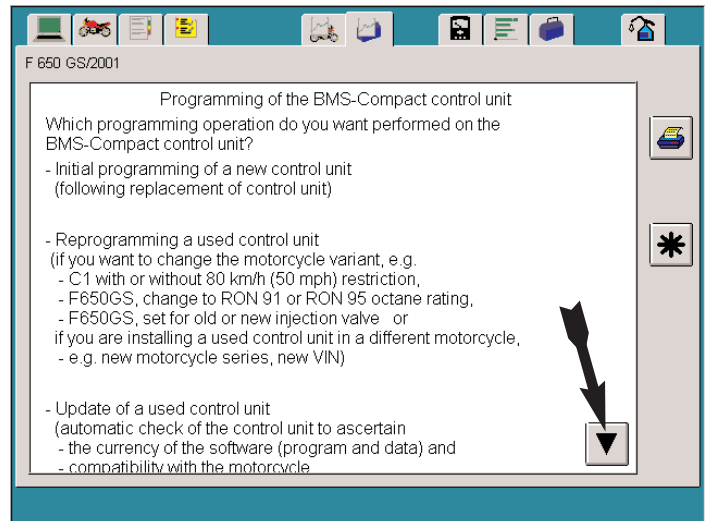 F 650 GS/2001
Programming of the BMS-Compact control unit
Which programming operation do you want performed on the
BMS-Compact control unit?
- Initial programming of a new control unit
(following replacement of control unit)
- Reprogramming a used control unit
(if you want to change the motorcycle variant, e.g.
- C1 with or without 80 km/h (50 mph) restriction,
- F650GS, change to RON 91 or RON 95 octane rating,
- F650GS, set for old or new injection valve or
if you are installing a used control unit in a different motorcycle,
- e.g. new motorcycle series, new VIN)
- Update of a used control unit
(automatic check of the control unit to ascertain
- the currency of the software (program and data) and
- compatibility with the motorcycle